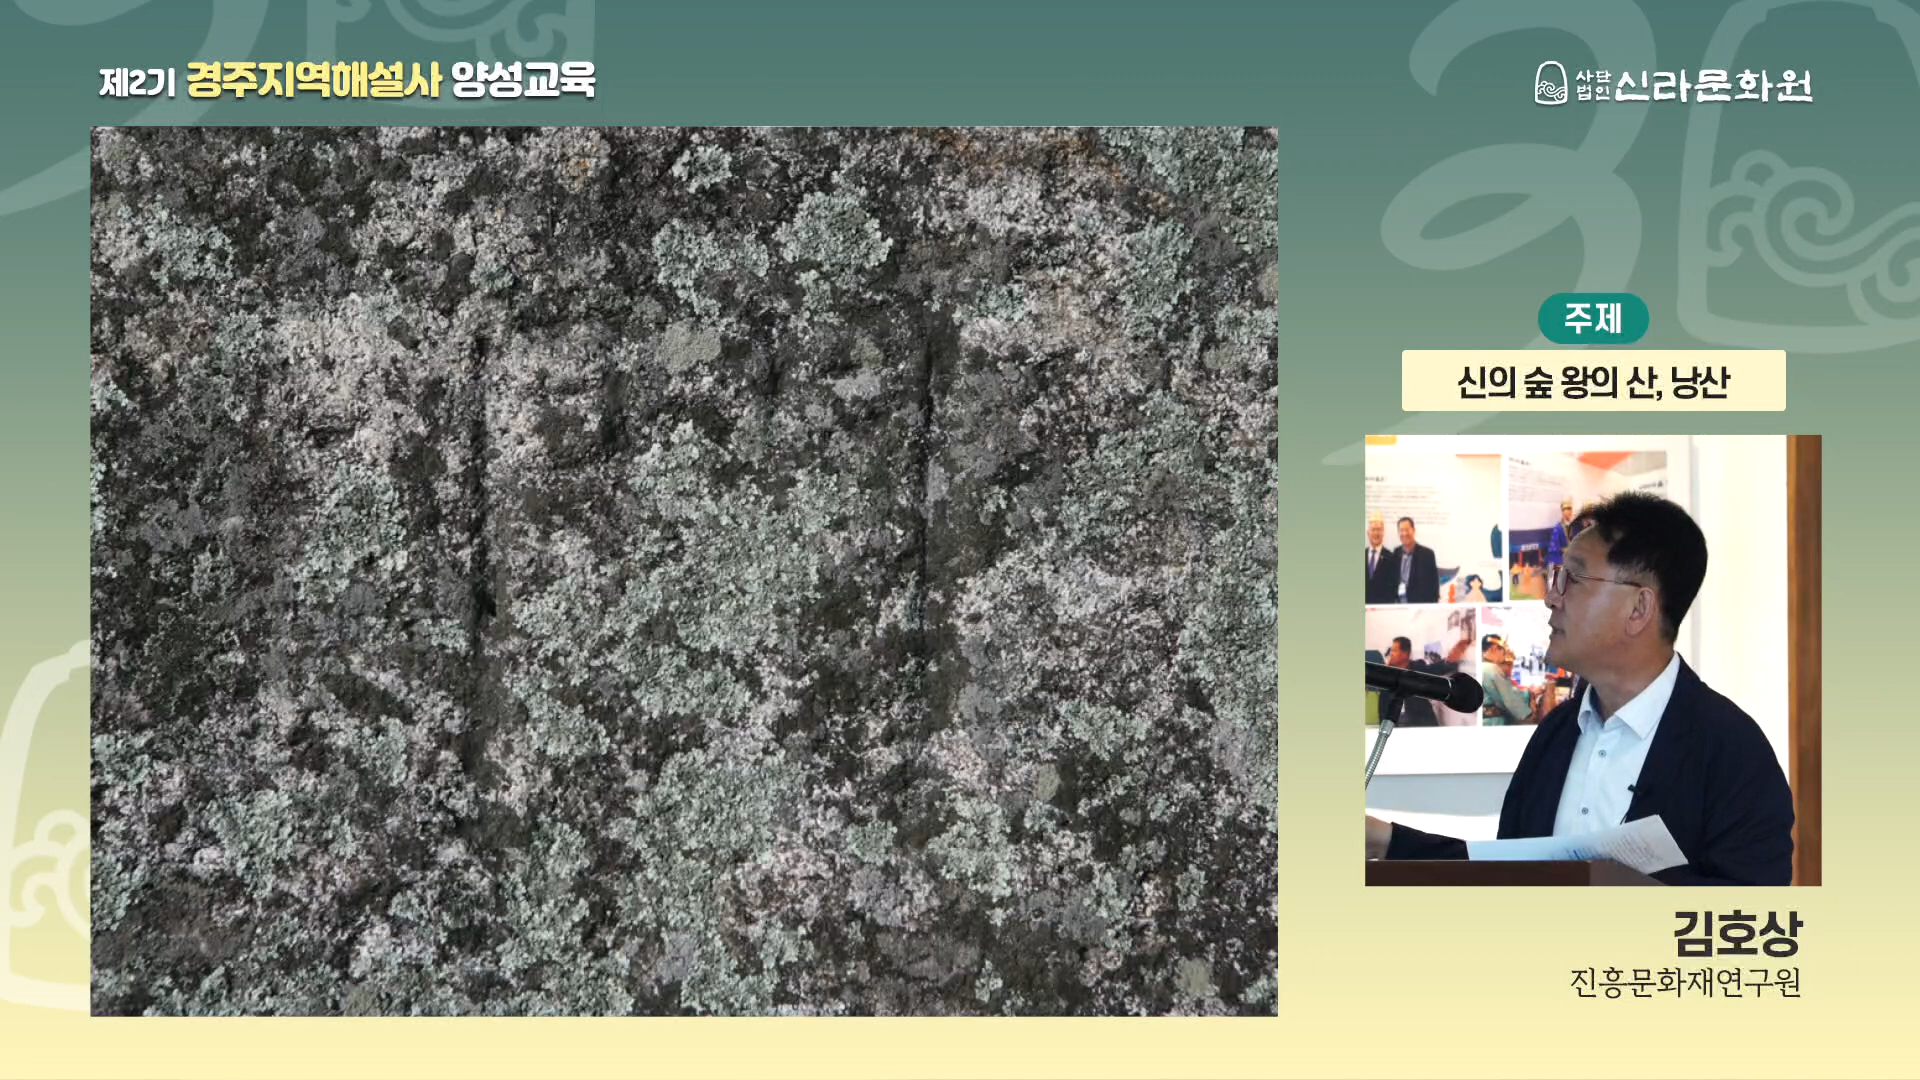 제2기 경주지역해설사 양성교육
사단법인 신라문화원
주제
신의 숲 왕의 산, 낭산
김호상
진흥문화재연구원